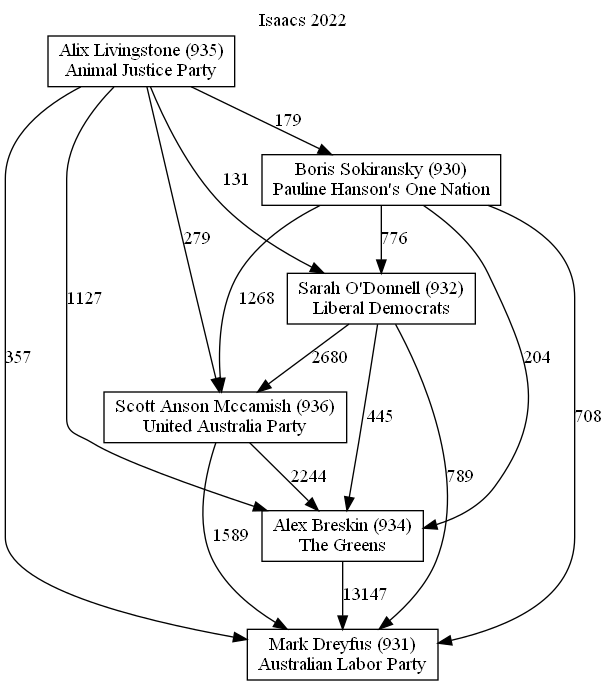 Isaacs 2022
Alix Livingstone (935)
Animal Justice Party
179
Boris Sokiransky (930)
Pauline Hanson's One Nation
131
279
776
Sarah O'Donnell (932)
Liberal Democrats
1127
1268
357
2680
204
Scott Anson Mccamish (936)
United Australia Party
445
708
2244
789
Alex Breskin (934)
The Greens
1589
13147
Mark Dreyfus (931)
Australian Labor Party